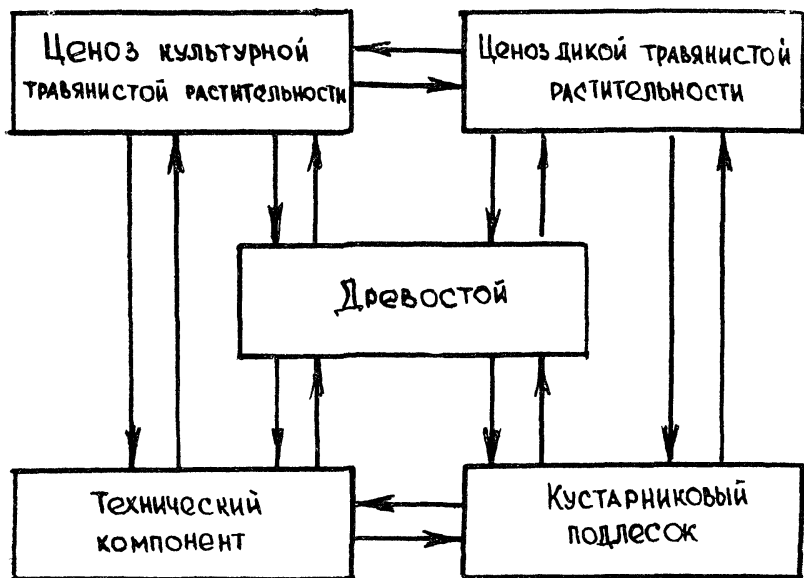 Ценоз культурной
травянистой растительности
Ценоз дикой травянистой
растительности
Древостой
Технический
компонент
Кустарниковый
подлесок